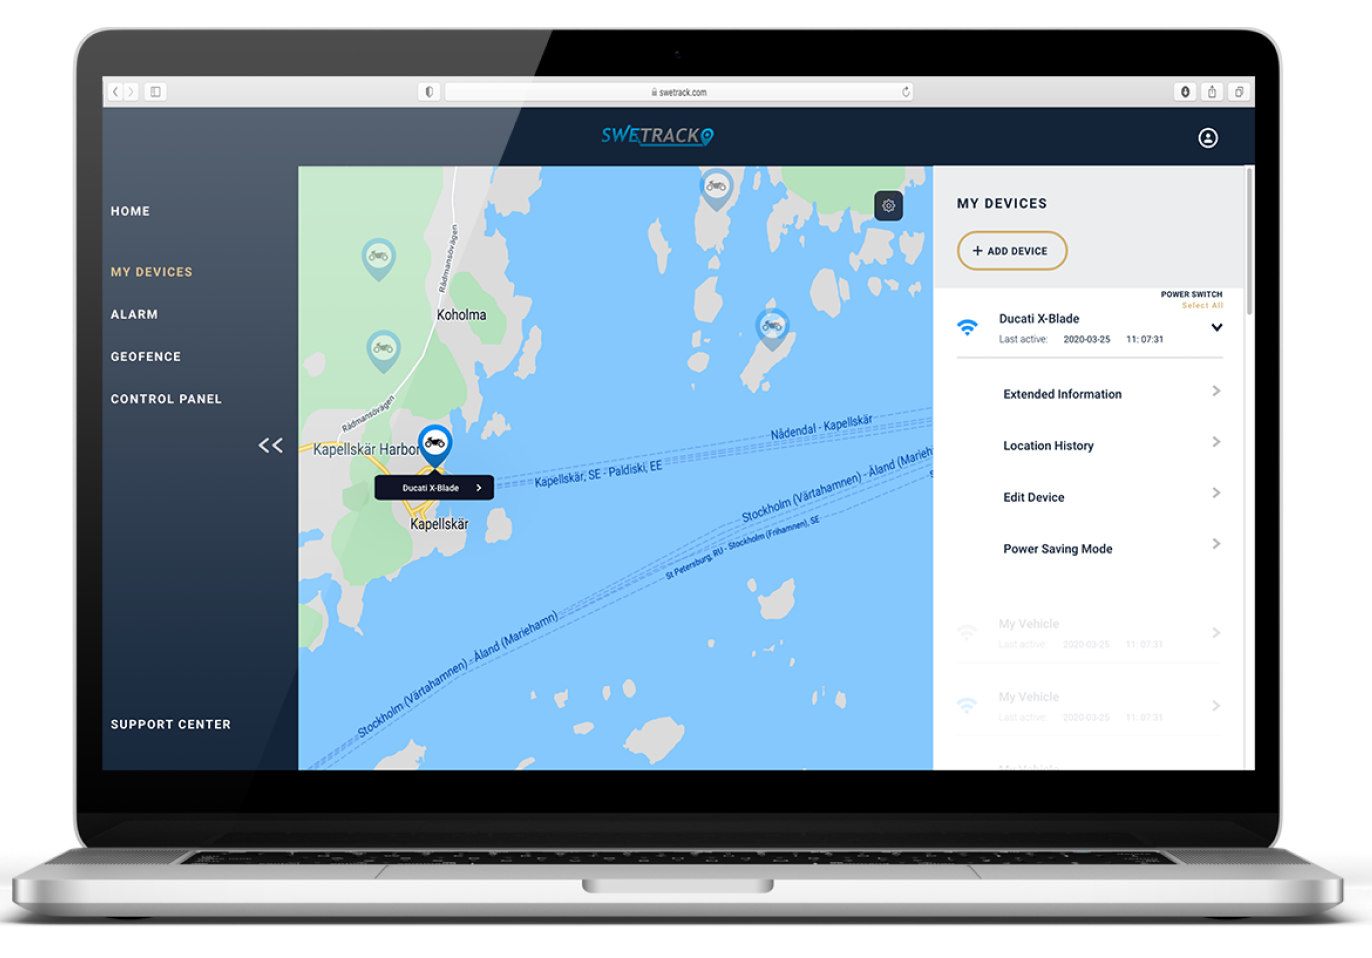 swetrack.com
SWETRACK
HOME
MY DEVICES
ALARM
GEOFENCE
CONTROL PANEL
<<
SUPPORT CENTER
Rådmansövägen
Koholma
Rådmansövagen
Kapellskär Harbor
Ducati X-Blade >
Kapellskär
Nådendal - Kapellskär
Kapellskär, SE - Paldiski, EE
Stockholm (Värtahamnen) - Åland (Marieh
S
St Petersburg, RU - Stockholm (Frihamnen), SE
Stockholm (Värtahamnen) - Åland (Mariehamn)
MY DEVICES
+ ADD DEVICE
POWER SWITCH
Select All
Ducati X-Blade
Last active: 2020-03-25 11: 07:31
Extended Information
Location History
Edit Device
Power Saving Mode
My Vehicle
Last active: 2020-03-25 11: 07:31
My Vehicle
Last active: 2020-03-25 11: 07:31
My Vehicle